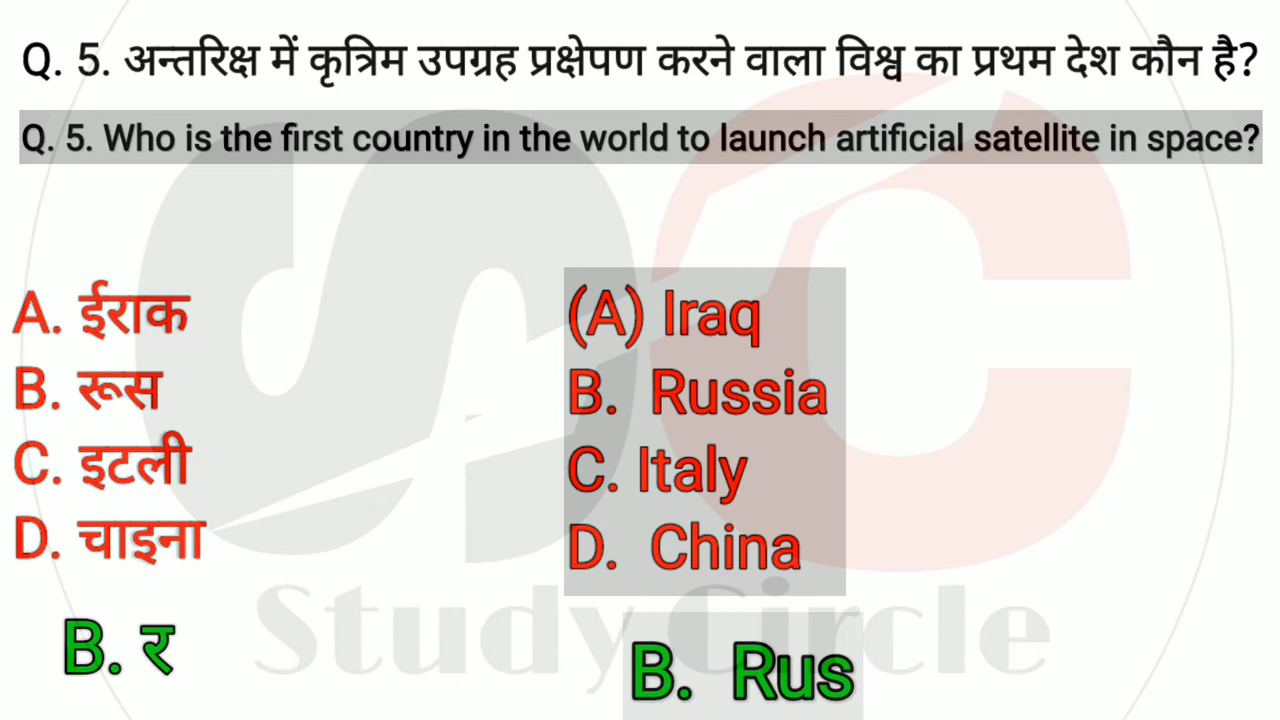 Q. 5. अन्तरिक्ष में कृत्रिम उपग्रह प्रक्षेपण करने वाला विश्व का प्रथम देश कौन है?
Q. 5. Who is the first country in the world to launch artificial satellite in space?
A. ईराक
B. रूस
C. इटली
D. चाइना
(A) Iraq
B. Russia
C. Italy
D. China
B. र
B. Rus
SC
Study Circle